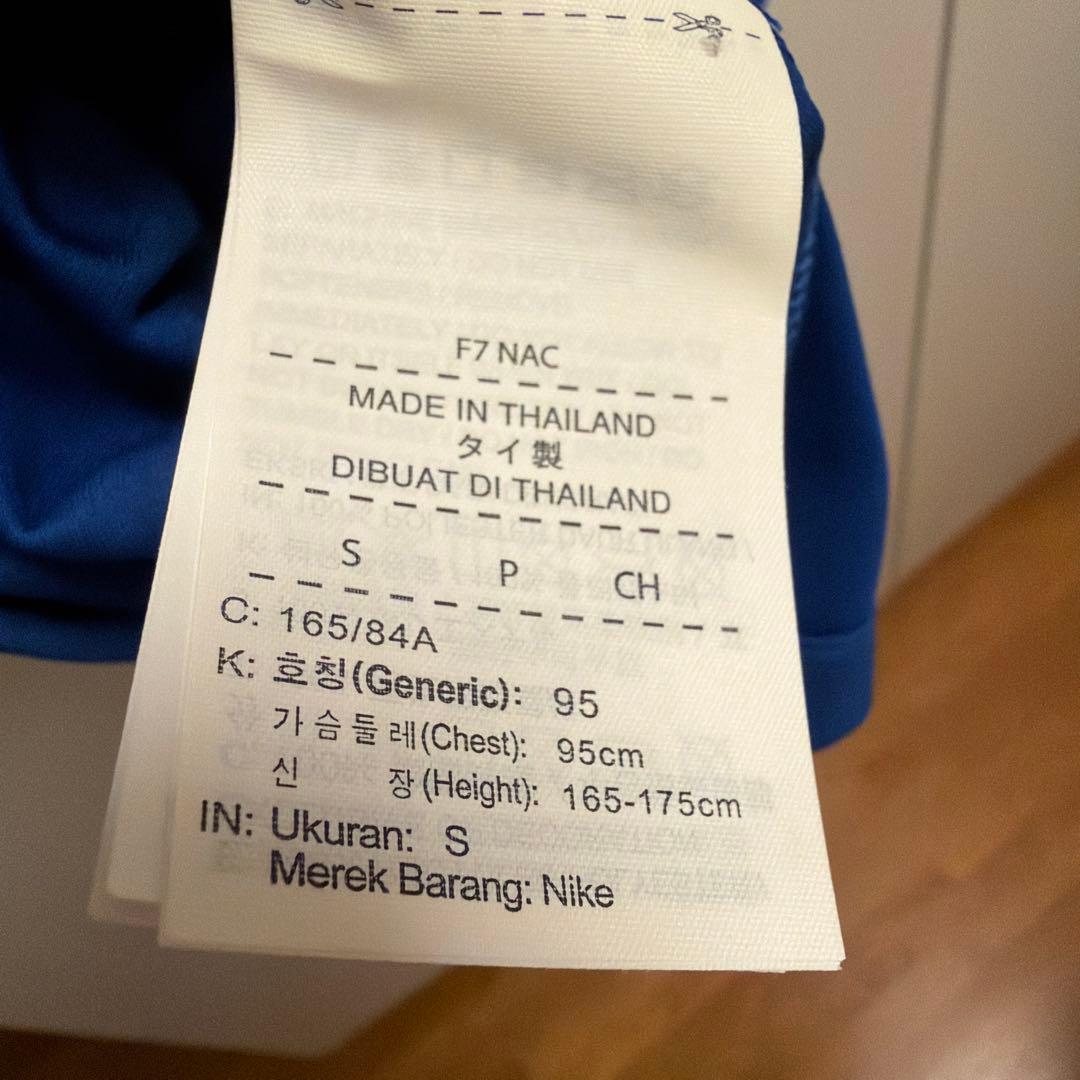 F7 NAC
MADE IN THAILAND
タイ製
DIBUAT DI THAILAND
S P CH
C: 165/84A
K: 호칭(Generic): 95
가슴둘레(Chest): 95cm
신 장(Height): 165-175cm
IN: Ukuran: S
Merek Barang: Nike